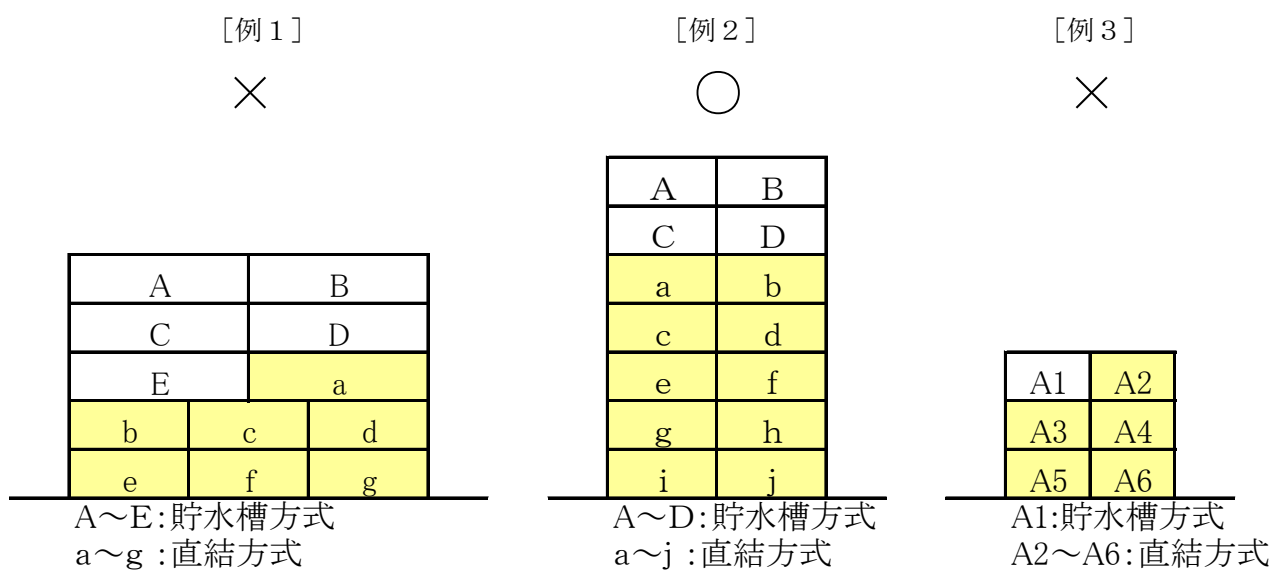 ［例１］
×
A B
C D
E a
b c d
e f g
A～E：貯水槽方式
a～g：直結方式
［例２］
○
A B
C D
a b
c d
e f
g h
i j
A～D：貯水槽方式
a～j：直結方式
［例３］
×
A1 A2
A3 A4
A5 A6
A1:貯水槽方式
A2～A6：直結方式